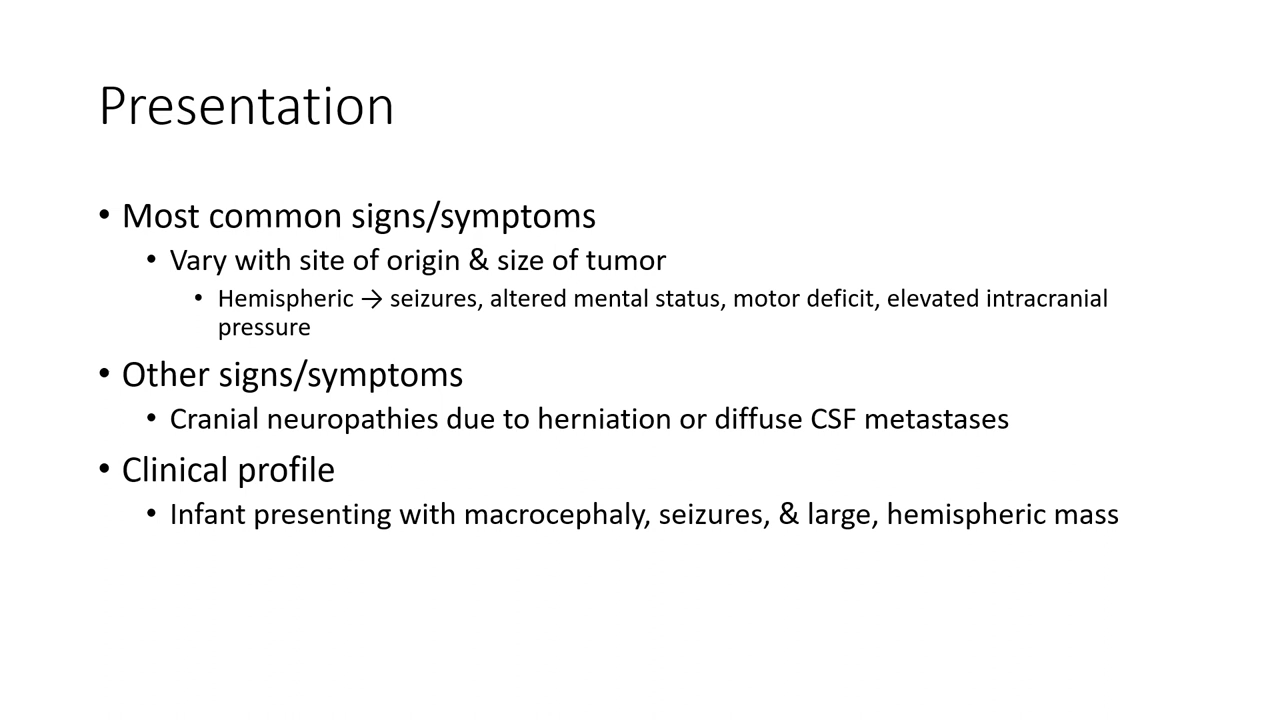 Presentation
• Most common signs/symptoms
• Vary with site of origin & size of tumor
• Hemispheric → seizures, altered mental status, motor deficit, elevated intracranial
pressure
• Other signs/symptoms
• Cranial neuropathies due to herniation or diffuse CSF metastases
• Clinical profile
• Infant presenting with macrocephaly, seizures, & large, hemispheric mass